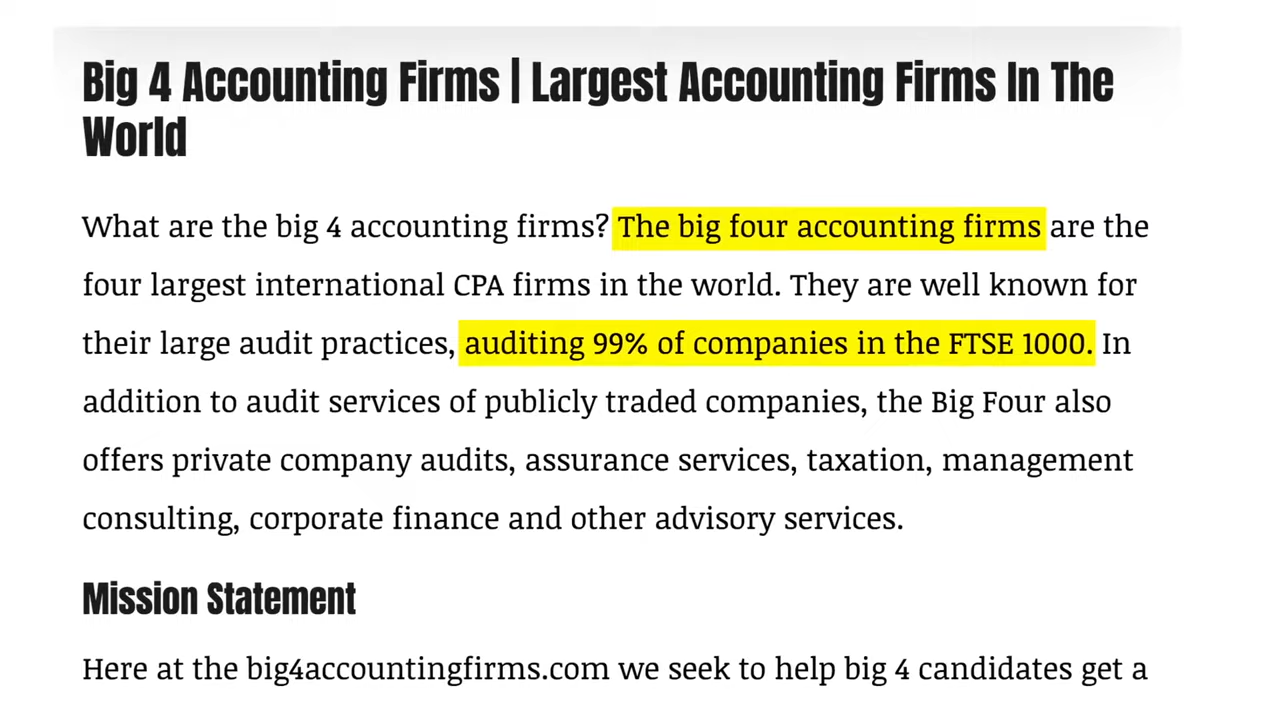 Big 4 Accounting Firms | Largest Accounting Firms In The
World
What are the big 4 accounting firms? The big four accounting firms are the
four largest international CPA firms in the world. They are well known for
their large audit practices, auditing 99% of companies in the FTSE 1000. In
addition to audit services of publicly traded companies, the Big Four also
offers private company audits, assurance services, taxation, management
consulting, corporate finance and other advisory services.
Mission Statement
Here at the big4accountingfirms.com we seek to help big 4 candidates get a